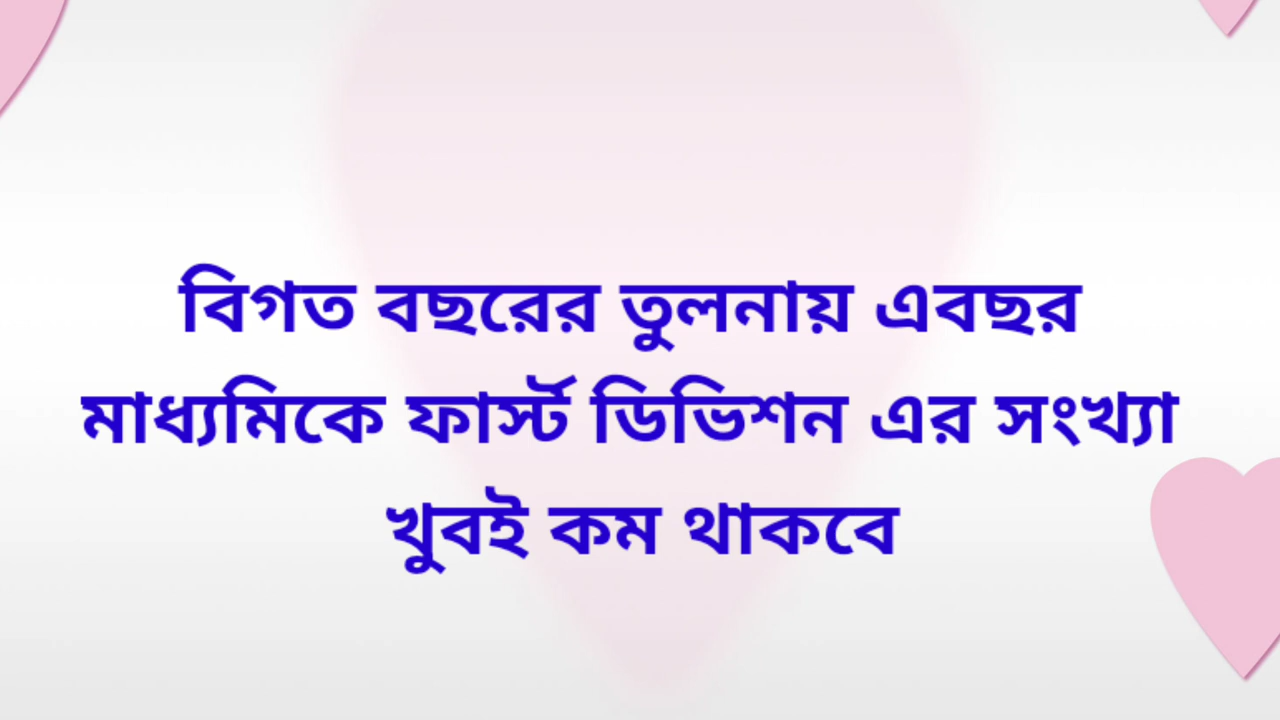 বিগত বছরের তুলনায় এবছর
মাধ্যমিকে ফার্স্ট ডিভিশন এর সংখ্যা
খুবই কম থাকবে